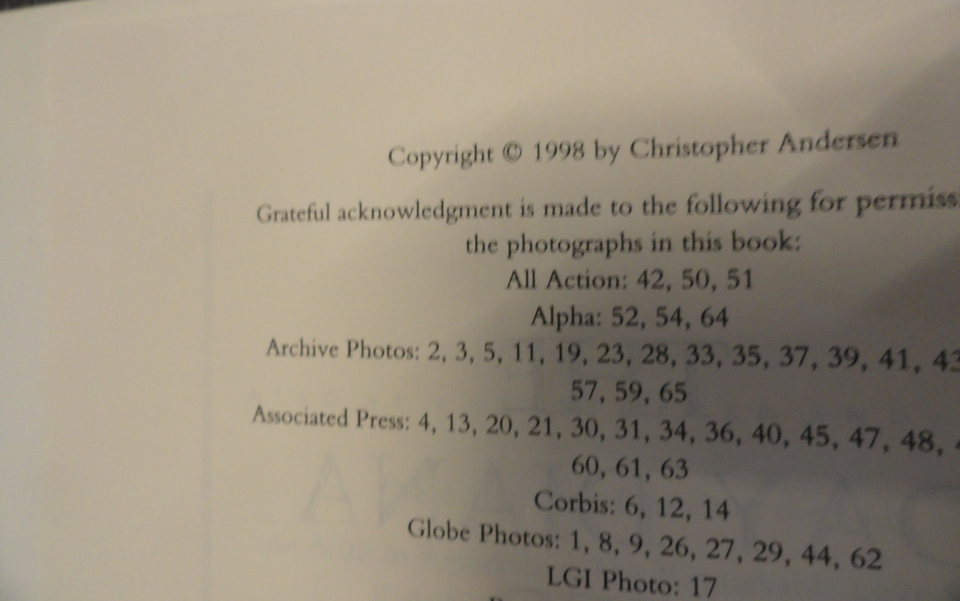 Copyright © 1998 by Christopher Andersen
Grateful acknowledgment is made to the following for permiss
the photographs in this book:
All Action: 42, 50, 51
Alpha: 52, 54, 64
Archive Photos: 2, 3, 5, 11, 19, 23, 28, 33, 35, 37, 39, 41, 43
57, 59, 65
Associated Press: 4, 13, 20, 21, 30, 31, 34, 36, 40, 45, 47, 48,
60, 61, 63
Corbis: 6, 12, 14
Globe Photos: 1, 8, 9, 26, 27, 29, 44, 62
LGI Photo: 17